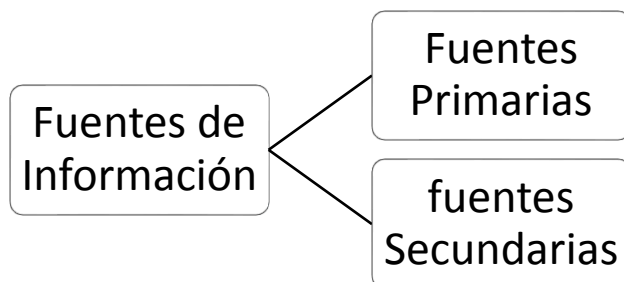 Fuentes de
Información
Fuentes
Primarias
fuentes
Secundarias